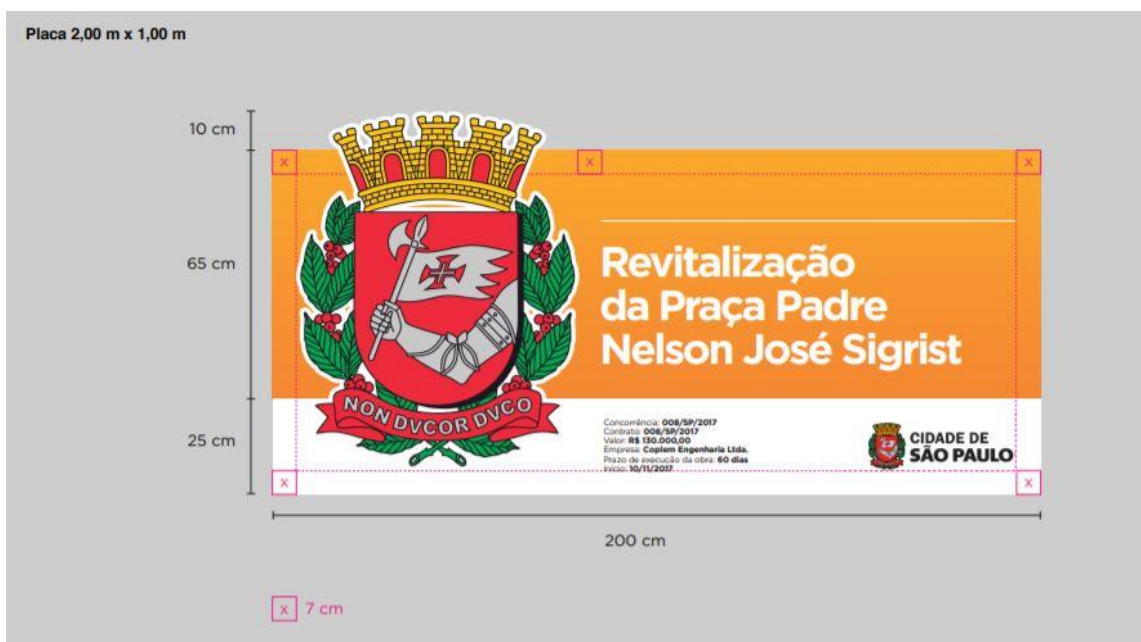 Placa 2,00 m x 1,00 m
10 cm
x
x
x
65 cm
Revitalização
da Praça Padre
Nelson José Sigrist
NON DVCOR DVCO
25 cm
Concorrência: 008/SP/2017
Contrato: 008/SP/2017
Valor: R$ 130.000,00
Empresa: Coplem Engenharia Ltda.
Prazo de execução da obra: 60 dias
Início: 10/11/2017
CIDADE DE
SÃO PAULO
x
x
200 cm
x 7 cm